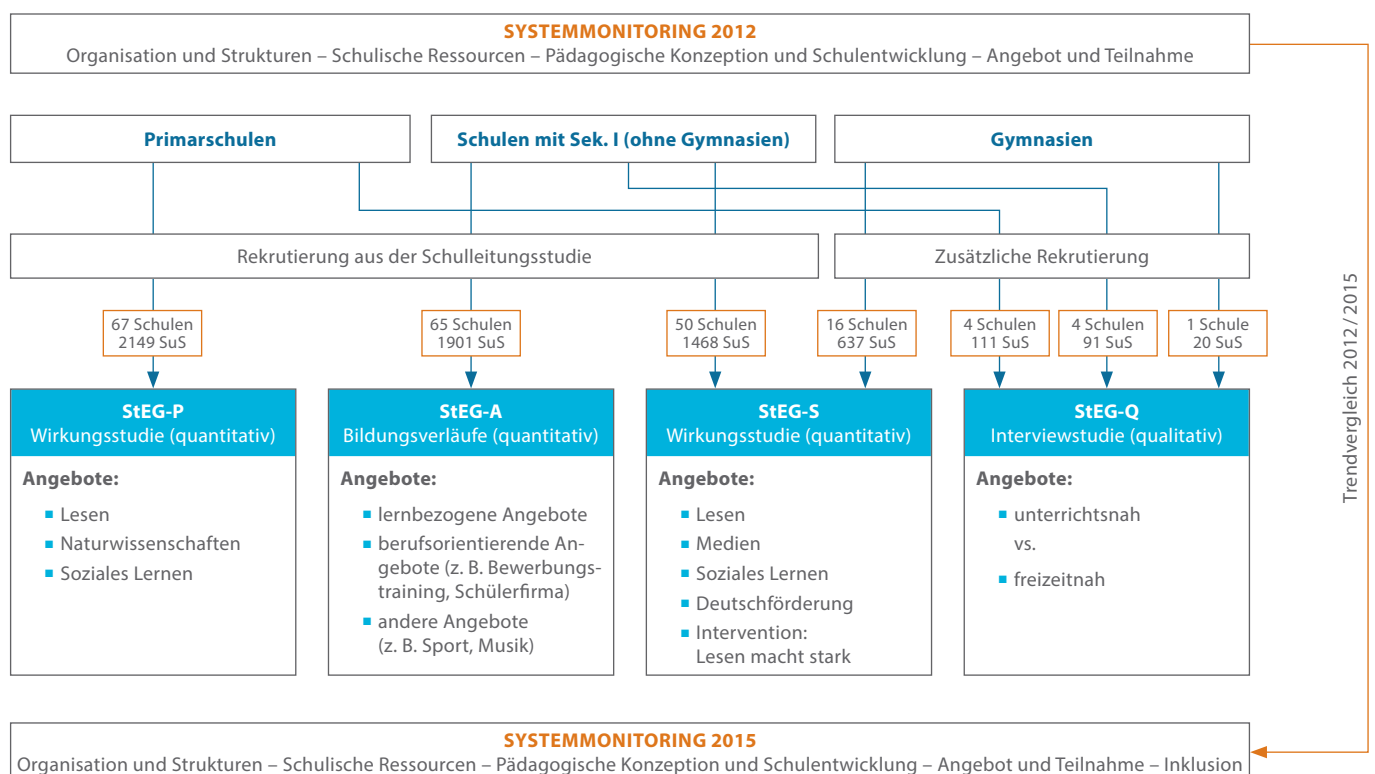 SYSTEMMONITORING 2012
Organisation und Strukturen – Schulische Ressourcen – Pädagogische Konzeption und Schulentwicklung – Angebot und Teilnahme
Primarschulen
Schulen mit Sek. I (ohne Gymnasien)
Gymnasien
Rekrutierung aus der Schulleitungsstudie
Zusätzliche Rekrutierung
67 Schulen
2149 SuS
65 Schulen
1901 SuS
50 Schulen
1468 SuS
16 Schulen
637 SuS
4 Schulen
111 SuS
4 Schulen
91 SuS
1 Schule
20 SuS
StEG-P
Wirkungsstudie (quantitativ)
Angebote:
▪ Lesen
▪ Naturwissenschaften
▪ Soziales Lernen
StEG-A
Bildungsverläufe (quantitativ)
Angebote:
▪ lernbezogene Angebote
▪ berufsorientierende An-
gebote (z. B. Bewerbungs-
training, Schülerfirma)
▪ andere Angebote
(z. B. Sport, Musik)
StEG-S
Wirkungsstudie (quantitativ)
Angebote:
▪ Lesen
▪ Medien
▪ Soziales Lernen
▪ Deutschförderung
▪ Intervention:
Lesen macht stark
StEG-Q
Interviewstudie (qualitativ)
Angebote:
▪ unterrichtsnah
vs.
▪ freizeitnah
Trendvergleich 2012 / 2015
SYSTEMMONITORING 2015
Organisation und Strukturen – Schulische Ressourcen – Pädagogische Konzeption und Schulentwicklung – Angebot und Teilnahme – Inklusion